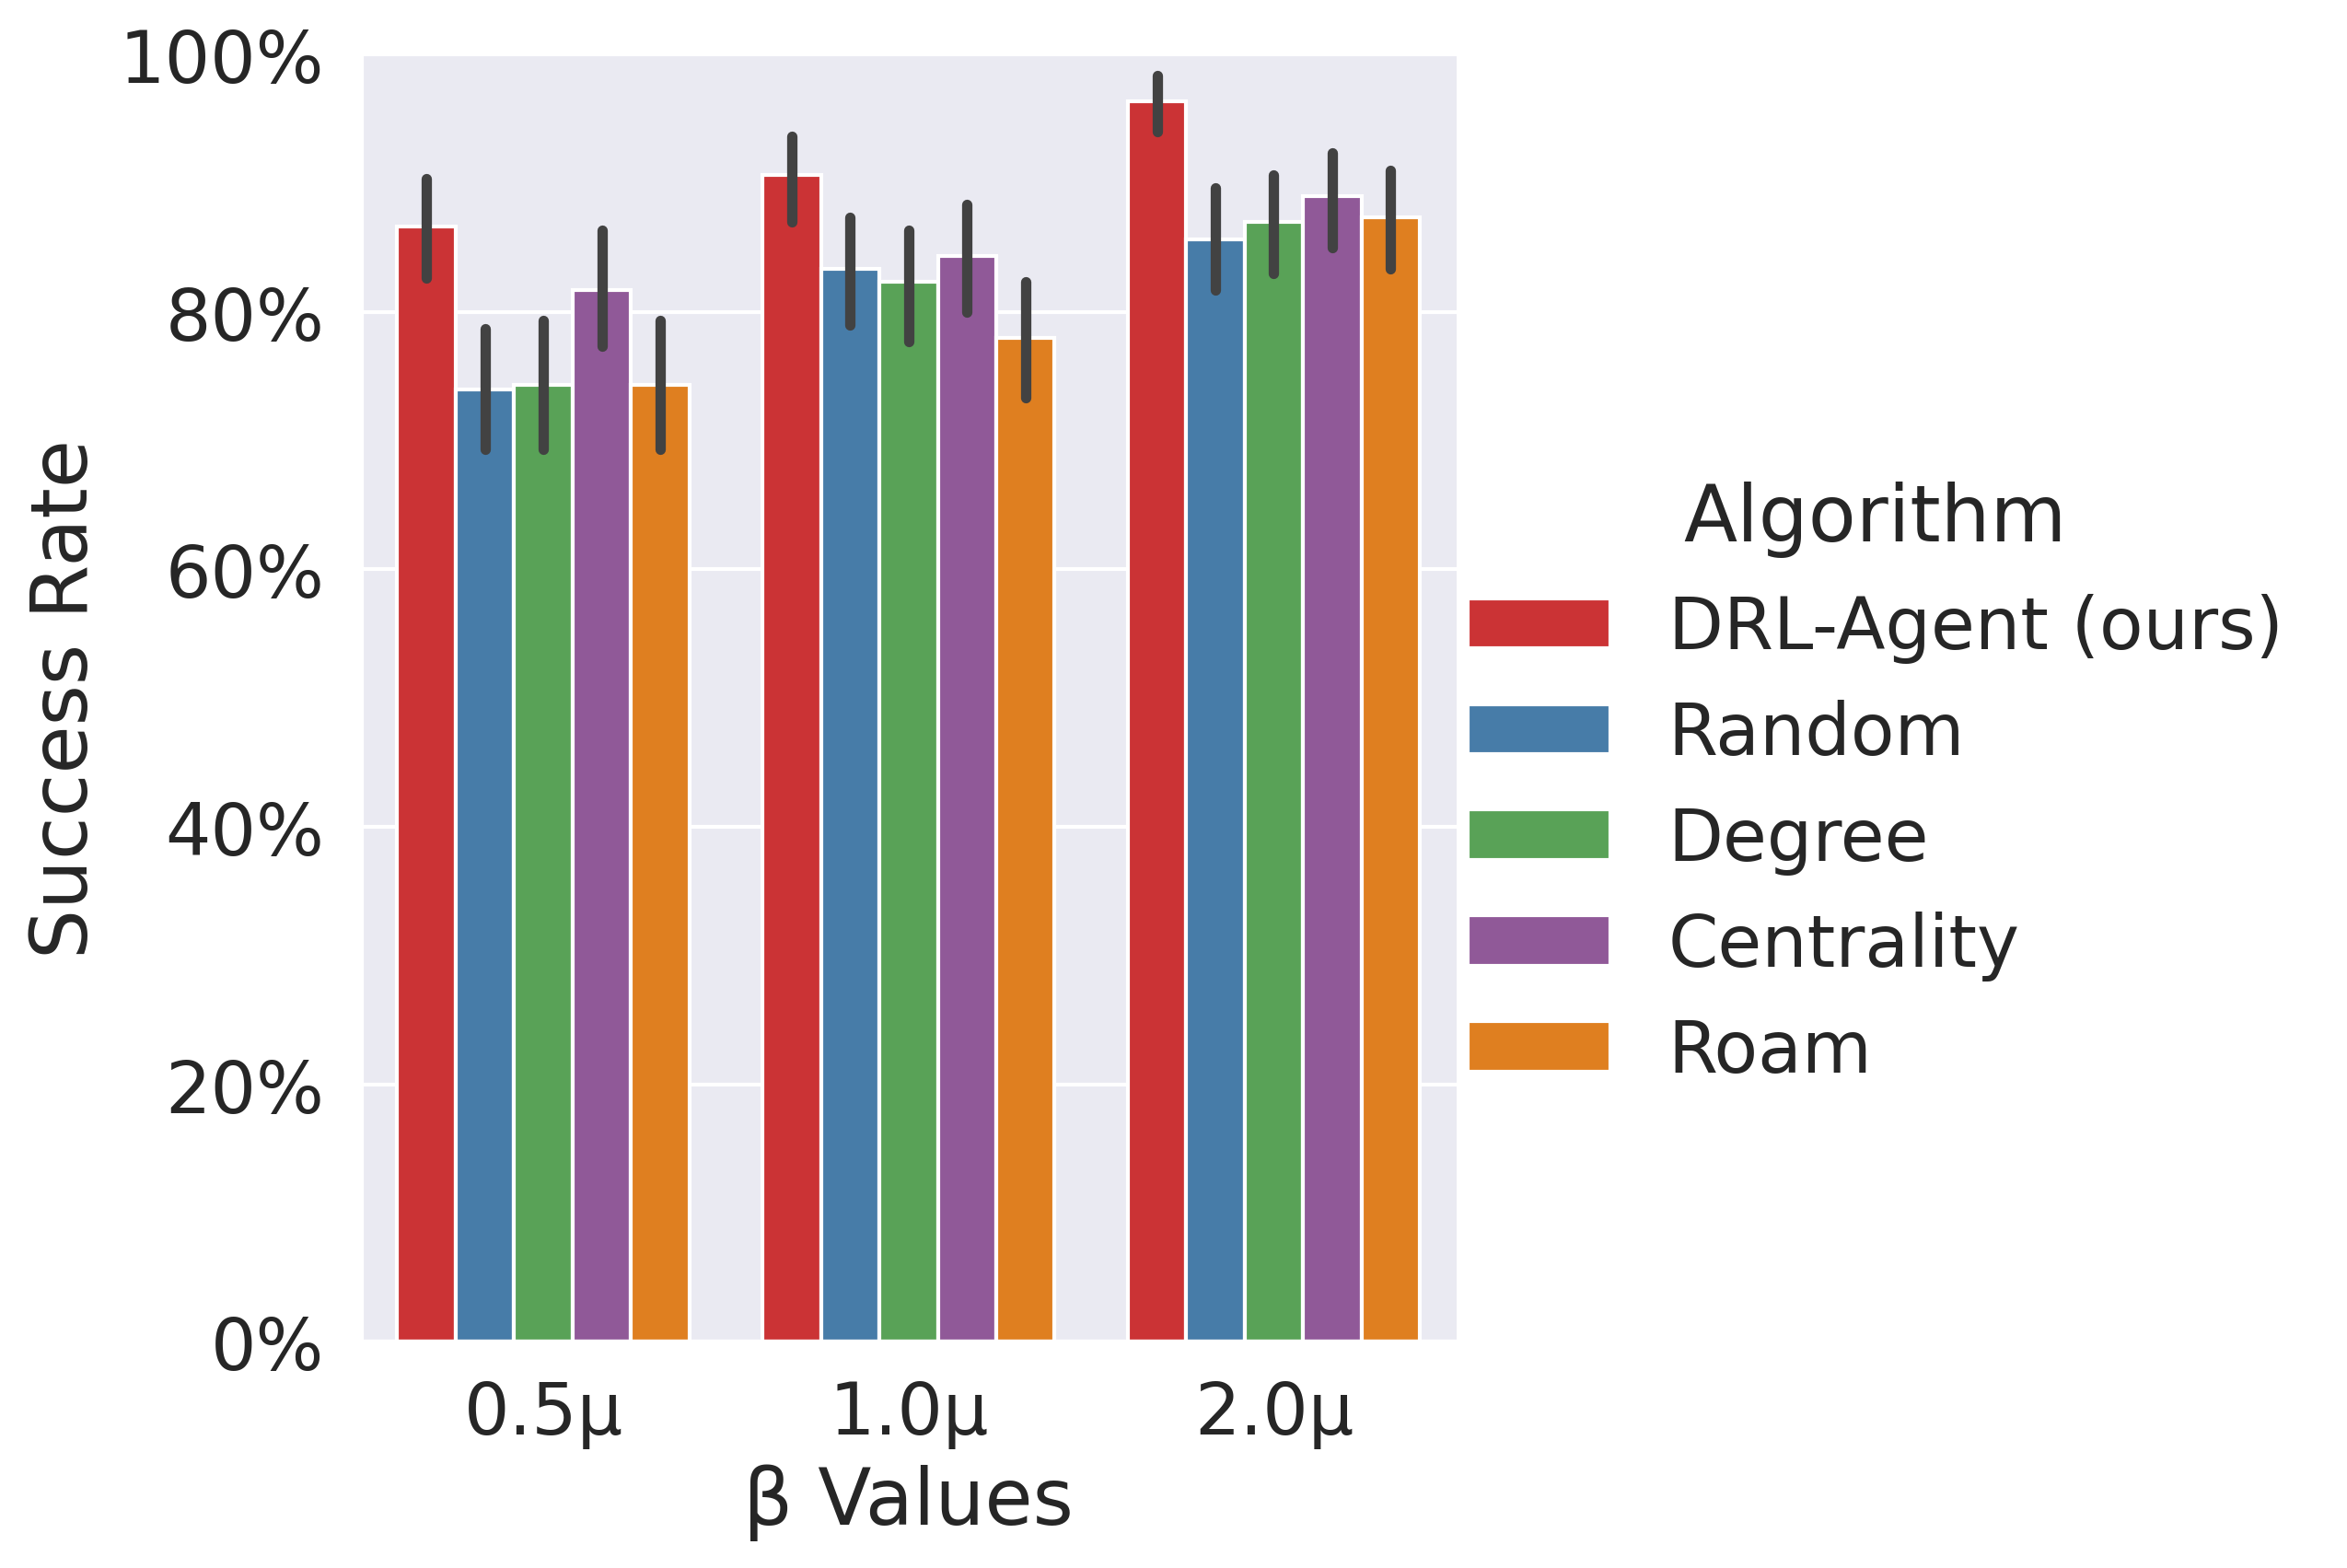 100%
80%
60%
40%
20%
0%
Success Rate
0.5µ
1.0µ
2.0µ
β Values
Algorithm
DRL-Agent (ours)
Random
Degree
Centrality
Roam